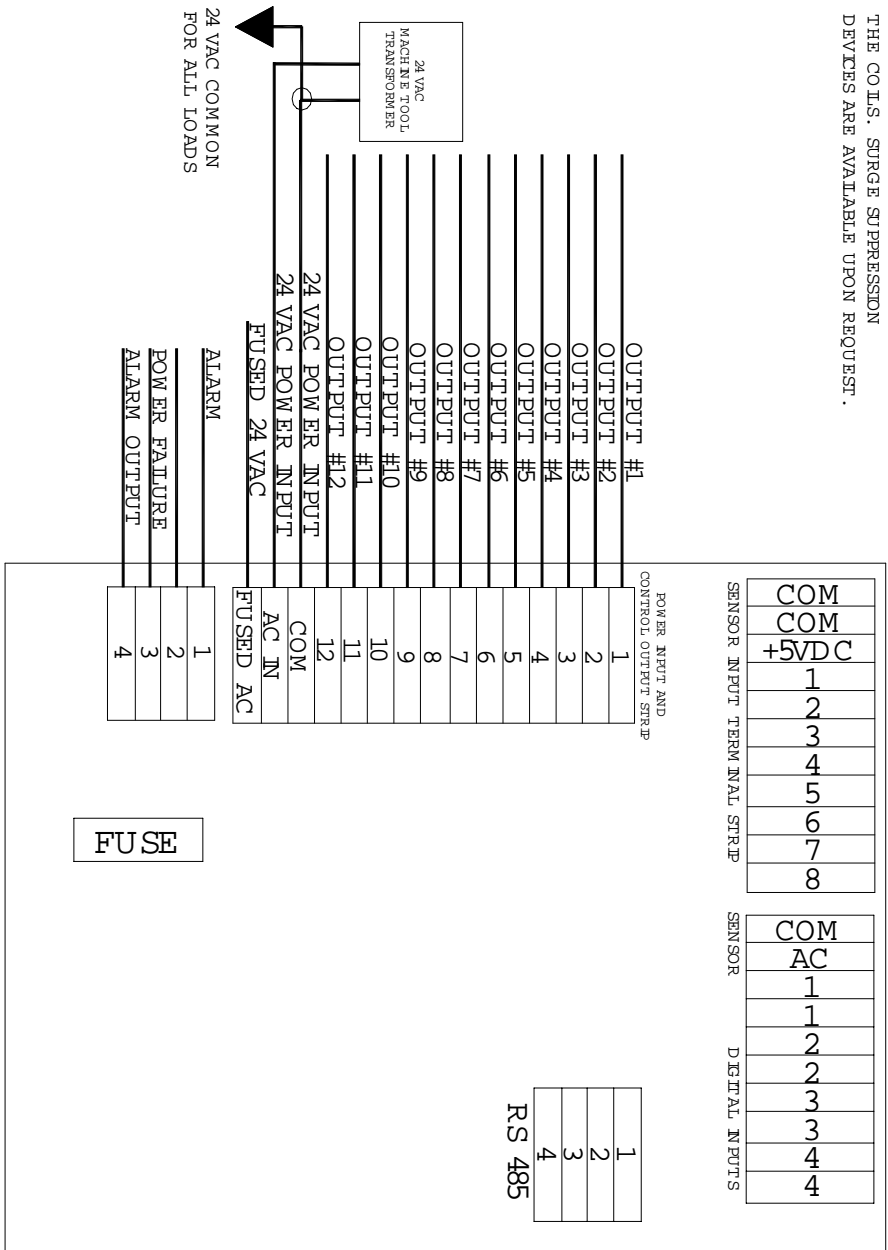 THE COILS. SURGE SUPPRESSION
DEVICES ARE AVAILABLE UPON REQUEST.
24 VAC
MACHINE TOOL
TRANSFORMER
24 VAC COMMON
FOR ALL LOADS
OUTPUT #1
OUTPUT #2
OUTPUT #3
OUTPUT #4
OUTPUT #5
OUTPUT #6
OUTPUT #7
OUTPUT #8
OUTPUT #9
OUTPUT #10
OUTPUT #11
OUTPUT #12
24 VAC POWER INPUT
24 VAC POWER INPUT
FUSED 24 VAC
ALARM
POWER FAILURE
ALARM OUTPUT
POWER INPUT AND
CONTROL OUTPUT STRIP
1
2
3
4
5
6
7
8
9
10
11
12
COM
AC IN
FUSED AC
1
2
3
4
FUSE
COM
COM
+5VDC
1
2
3
4
5
6
7
8
SENSOR INPUT TERMINAL STRIP
COM
AC
1
1
2
2
3
3
4
4
SENSOR DIGITAL INPUTS
1
2
3
4
RS 485